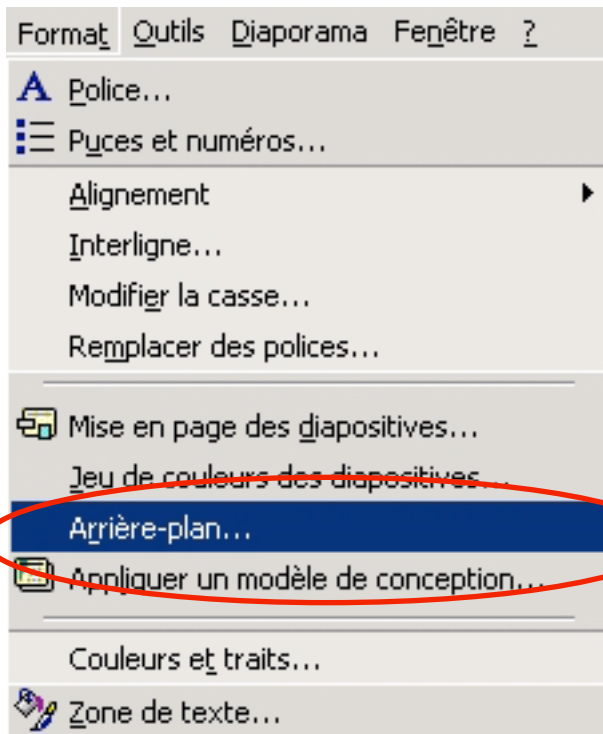 Format Outils Diaporama Fenêtre ?
Police...
Puces et numéros...
Alignement
Interligne...
Modifier la casse...
Remplacer des polices...
Mise en page des diapositives...
Jeu de couleurs des diapositives...
Arrière-plan...
Appliquer un modèle de conception...
Couleurs et traits...
Zone de texte...